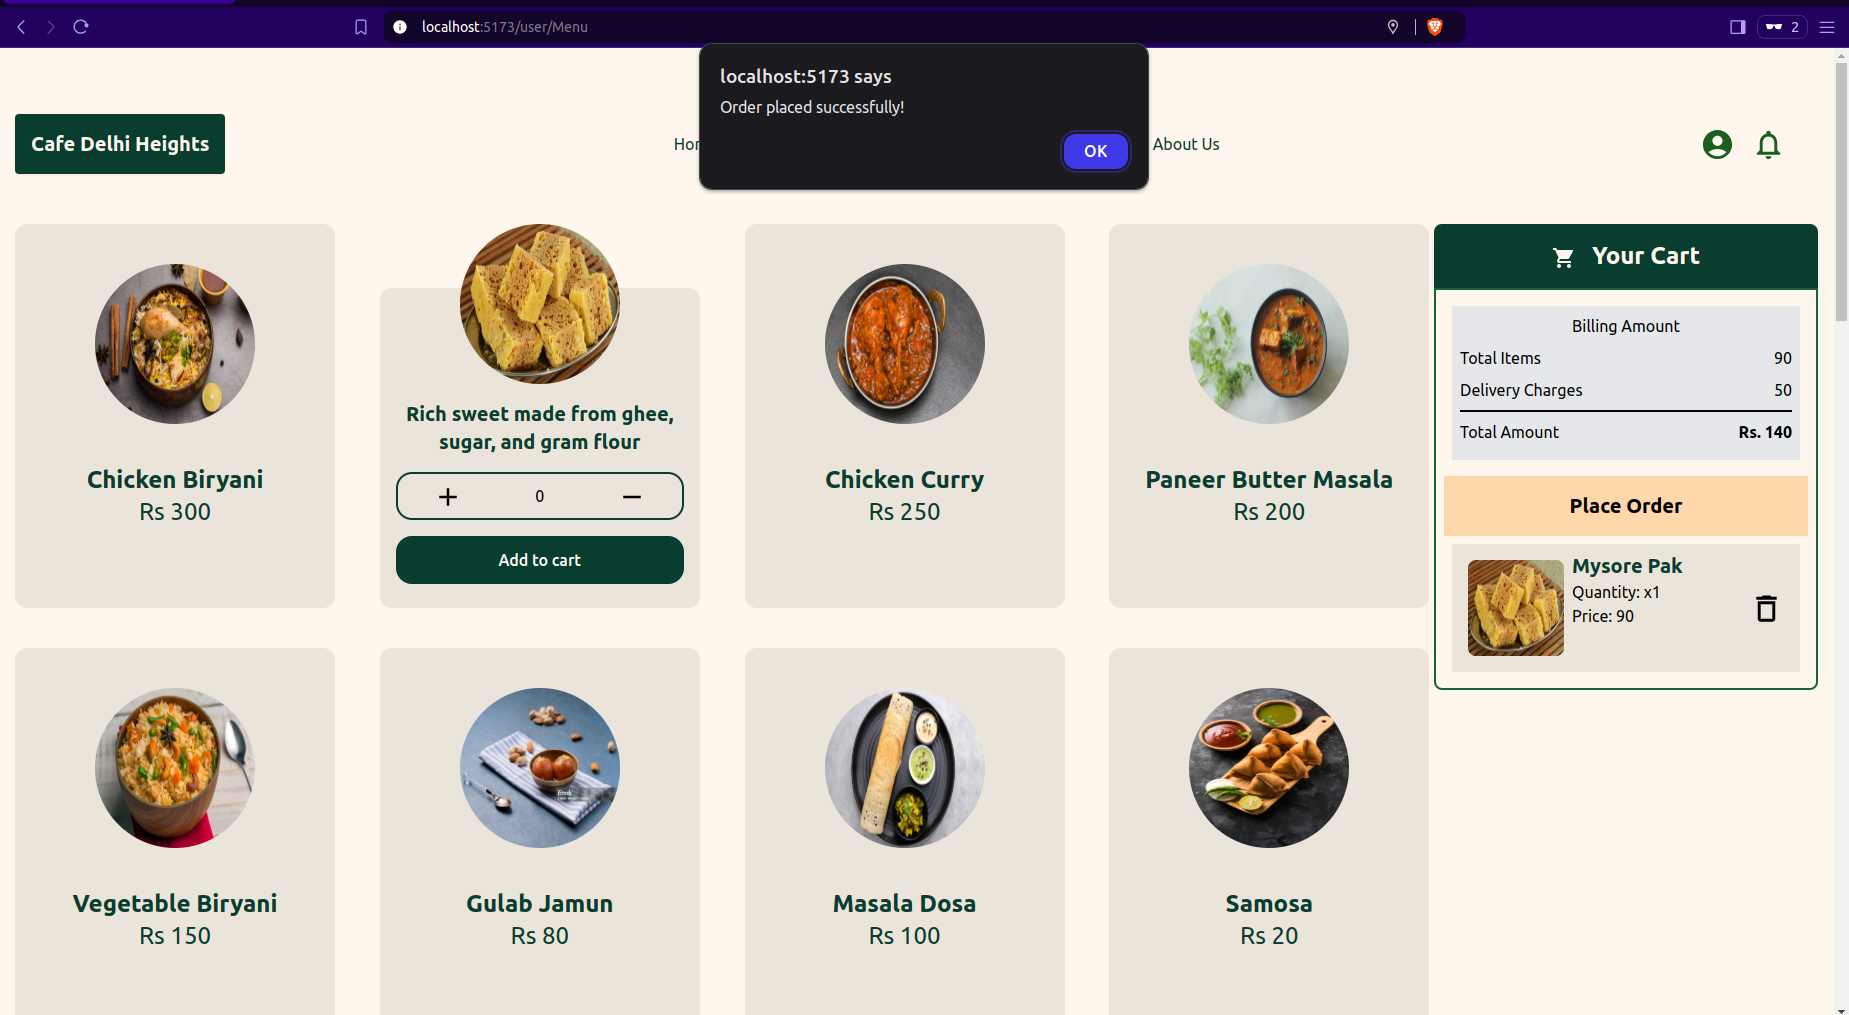 localhost:5173/user/Menu
2
localhost:5173 says
Order placed successfully!
OK
Cafe Delhi Heights
Hor
About Us
Chicken Biryani
Rs 300
Rich sweet made from ghee,
sugar, and gram flour
0
Add to cart
Chicken Curry
Rs 250
Paneer Butter Masala
Rs 200
Your Cart
Billing Amount
Total Items 90
Delivery Charges 50
Total Amount Rs. 140
Place Order
Mysore Pak
Quantity: x1
Price: 90
Vegetable Biryani
Rs 150
Gulab Jamun
Rs 80
Masala Dosa
Rs 100
Samosa
Rs 20
iStock